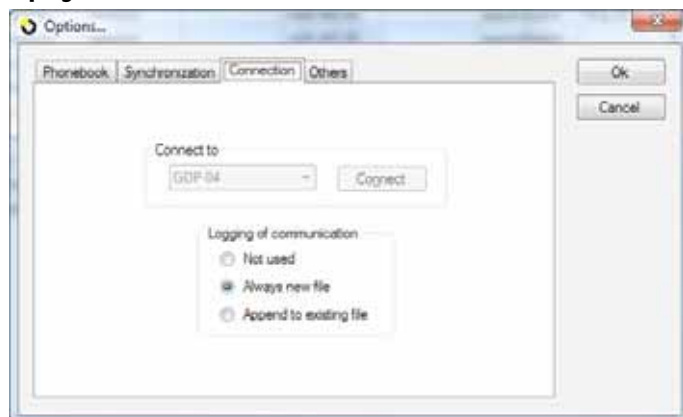 Options...
Phonebook Synchronization Connection Others
Ok
Cancel
Connect to
GDP-04 Connect
Logging of communication
Not used
Always new file
Append to existing file